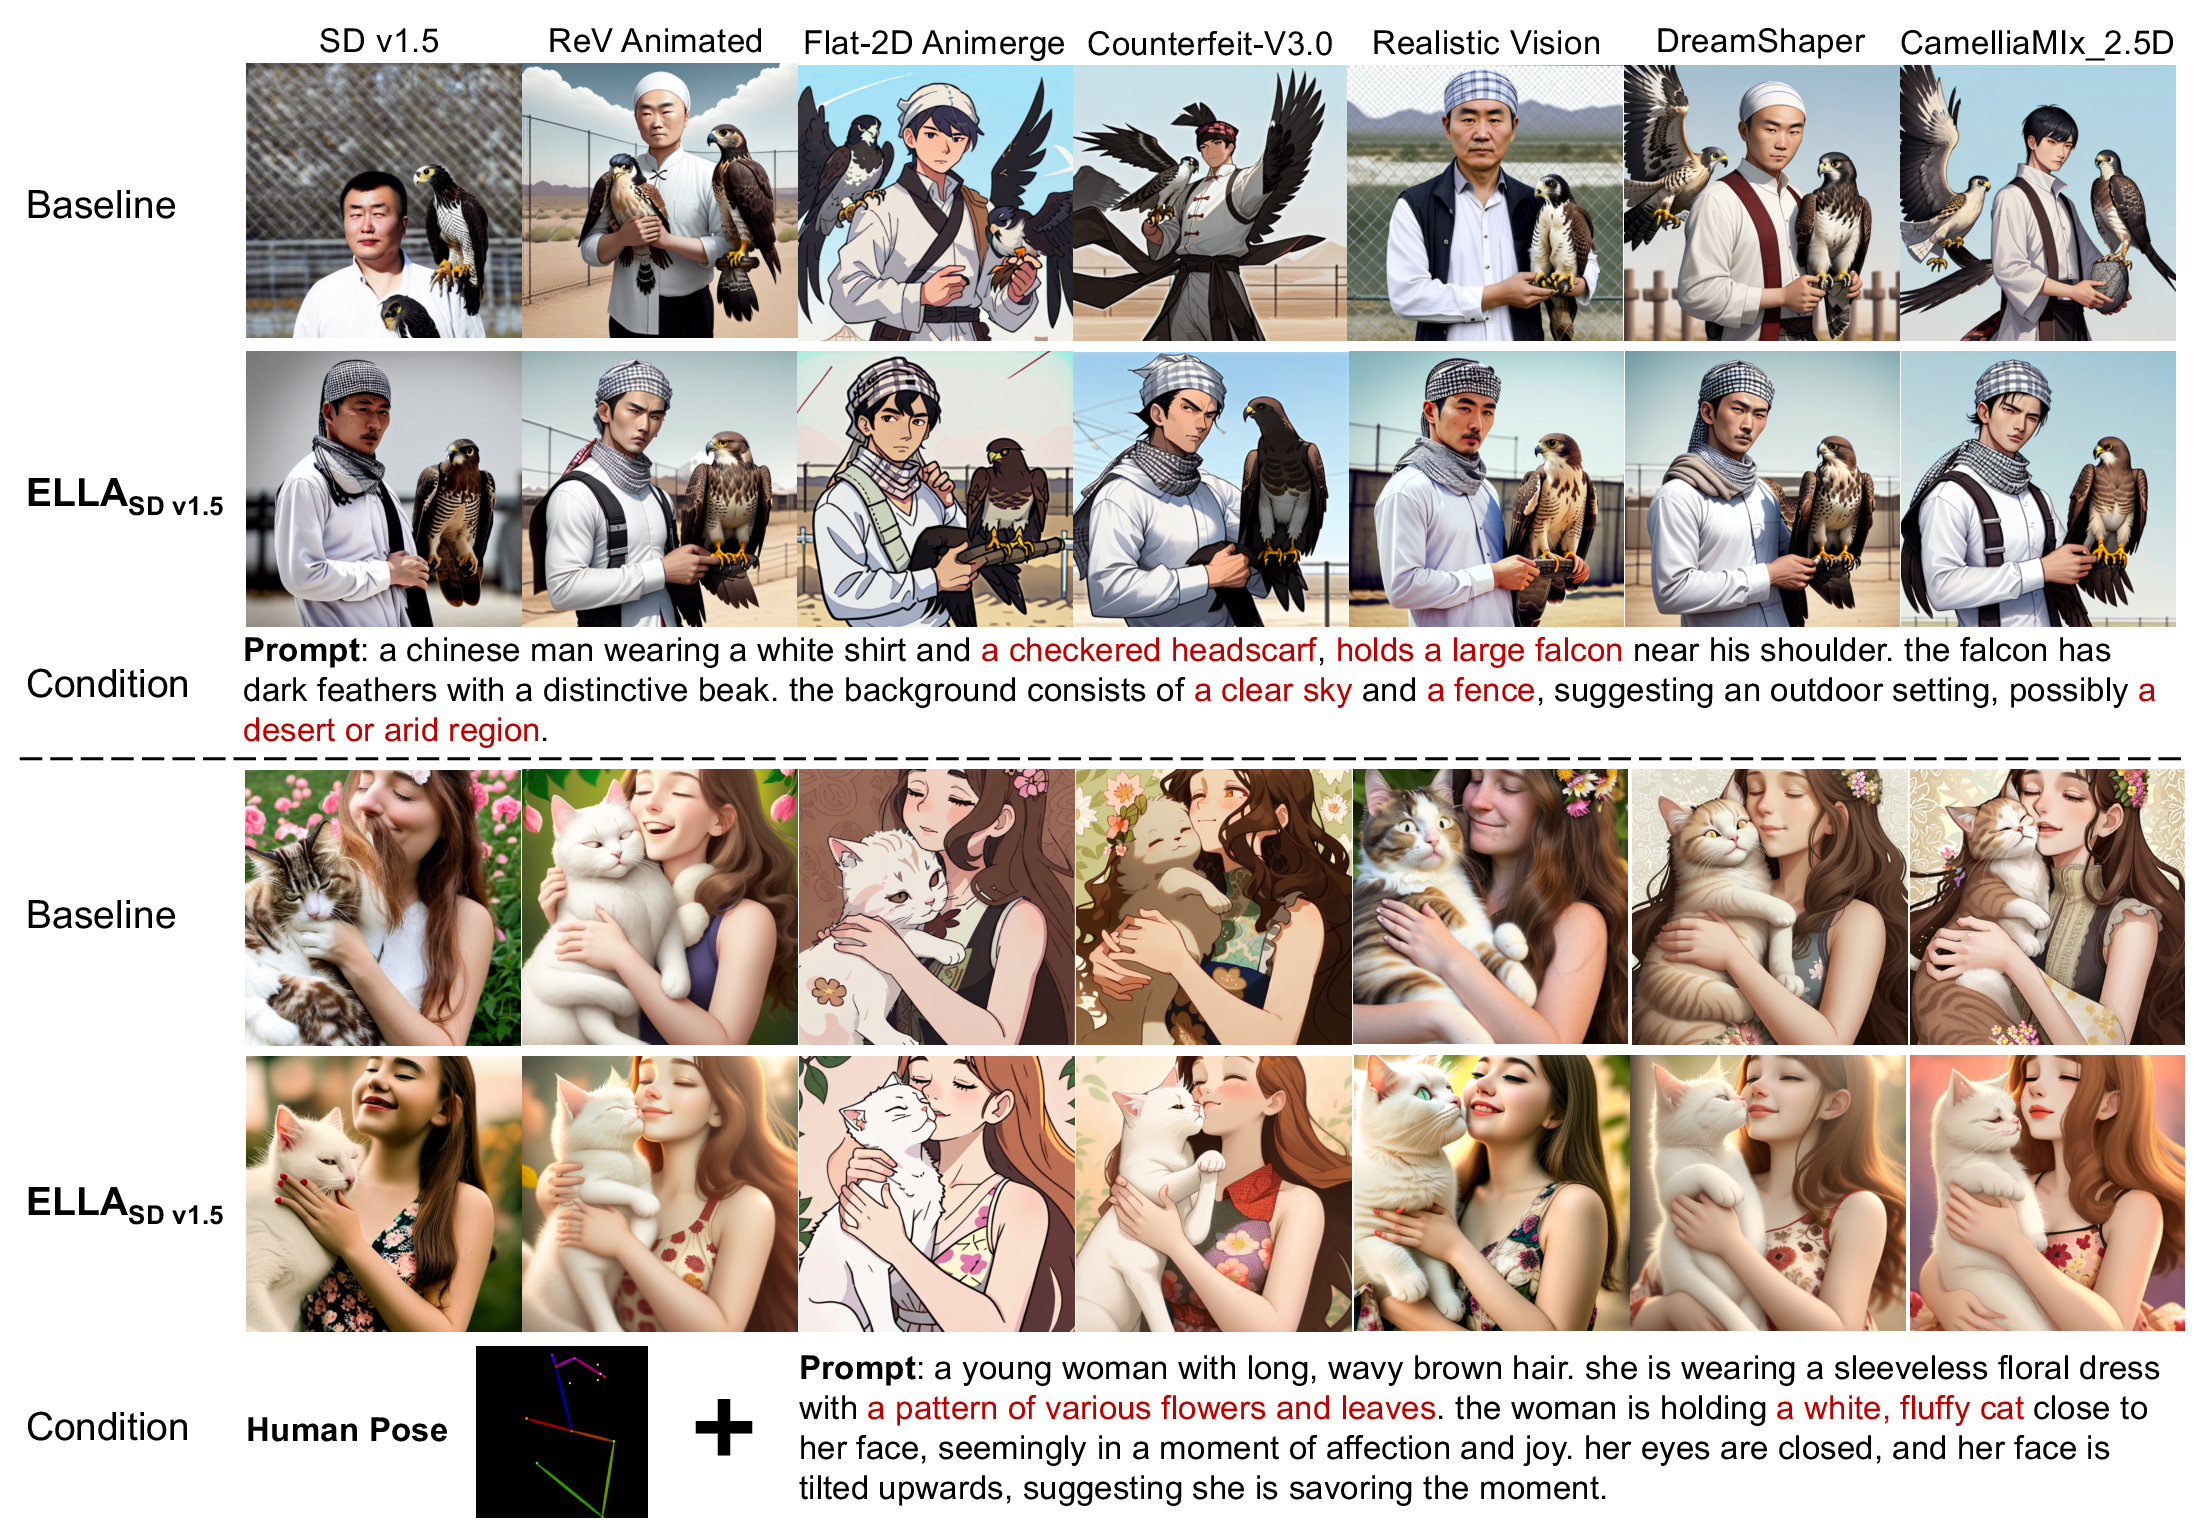 SD v1.5 ReV Animated Flat-2D Animerge Counterfeit-V3.0 Realistic Vision DreamShaper CamelliaMIx_2.5D
Baseline
ELLA SD v1.5
Condition
Prompt: a chinese man wearing a white shirt and a checkered headscarf, holds a large falcon near his shoulder. the falcon has
dark feathers with a distinctive beak. the background consists of a clear sky and a fence, suggesting an outdoor setting, possibly a
desert or arid region.
Baseline
ELLA SD v1.5
Condition
Human Pose
+
Prompt: a young woman with long, wavy brown hair. she is wearing a sleeveless floral dress
with a pattern of various flowers and leaves. the woman is holding a white, fluffy cat close to
her face, seemingly in a moment of affection and joy. her eyes are closed, and her face is
tilted upwards, suggesting she is savoring the moment.